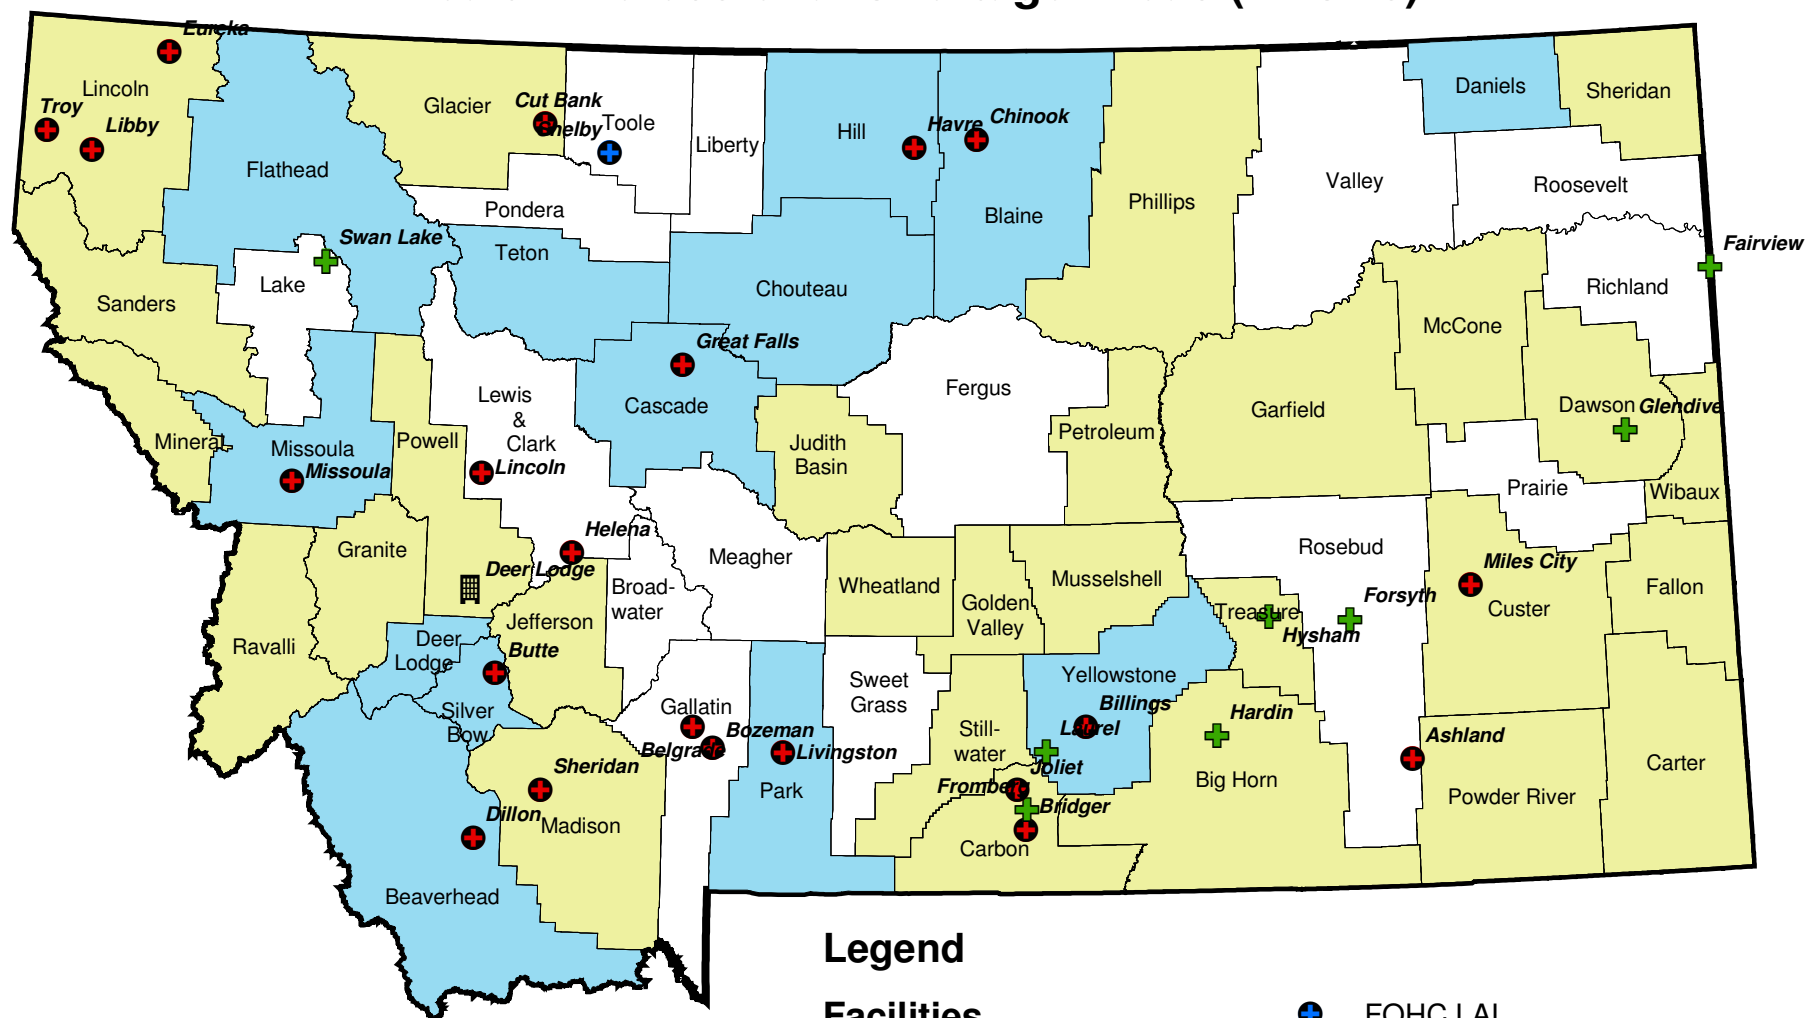 Eureka
Lincoln
Troy
Libby
Flathead
Glacier
Cut Bank
Shelby
Toole
Liberty
Hill
Havre
Chinook
Blaine
Phillips
Valley
Daniels
Sheridan
Roosevelt
Pondera
Swan Lake
Teton
Lake
Sanders
Chouteau
Fairview
Richland
McCone
Great Falls
Cascade
Lewis
&
Clark
Lincoln
Fergus
Garfield
Dawson
Glendive
Mineral
Missoula
Missoula
Powell
Judith
Basin
Petroleum
Prairie
Wibaux
Helena
Granite
Deer Lodge
Meagher
Broad-
water
Wheatland
Golden
Valley
Musselshell
Rosebud
Treasure
Hysham
Forsyth
Miles City
Custer
Fallon
Jefferson
Ravalli
Deer
Lodge
Butte
Silver
Bow
Gallatin
Belgrade
Bozeman
Livingston
Park
Sweet
Grass
Still-
water
Yellowstone
Billings
Laurel
Hardin
Big Horn
Ashland
Powder River
Carter
Sheridan
Madison
Dillon
Beaverhead
Joliet
Fromberg
Bridger
Carbon
Legend
Facilities
FQHC LAL